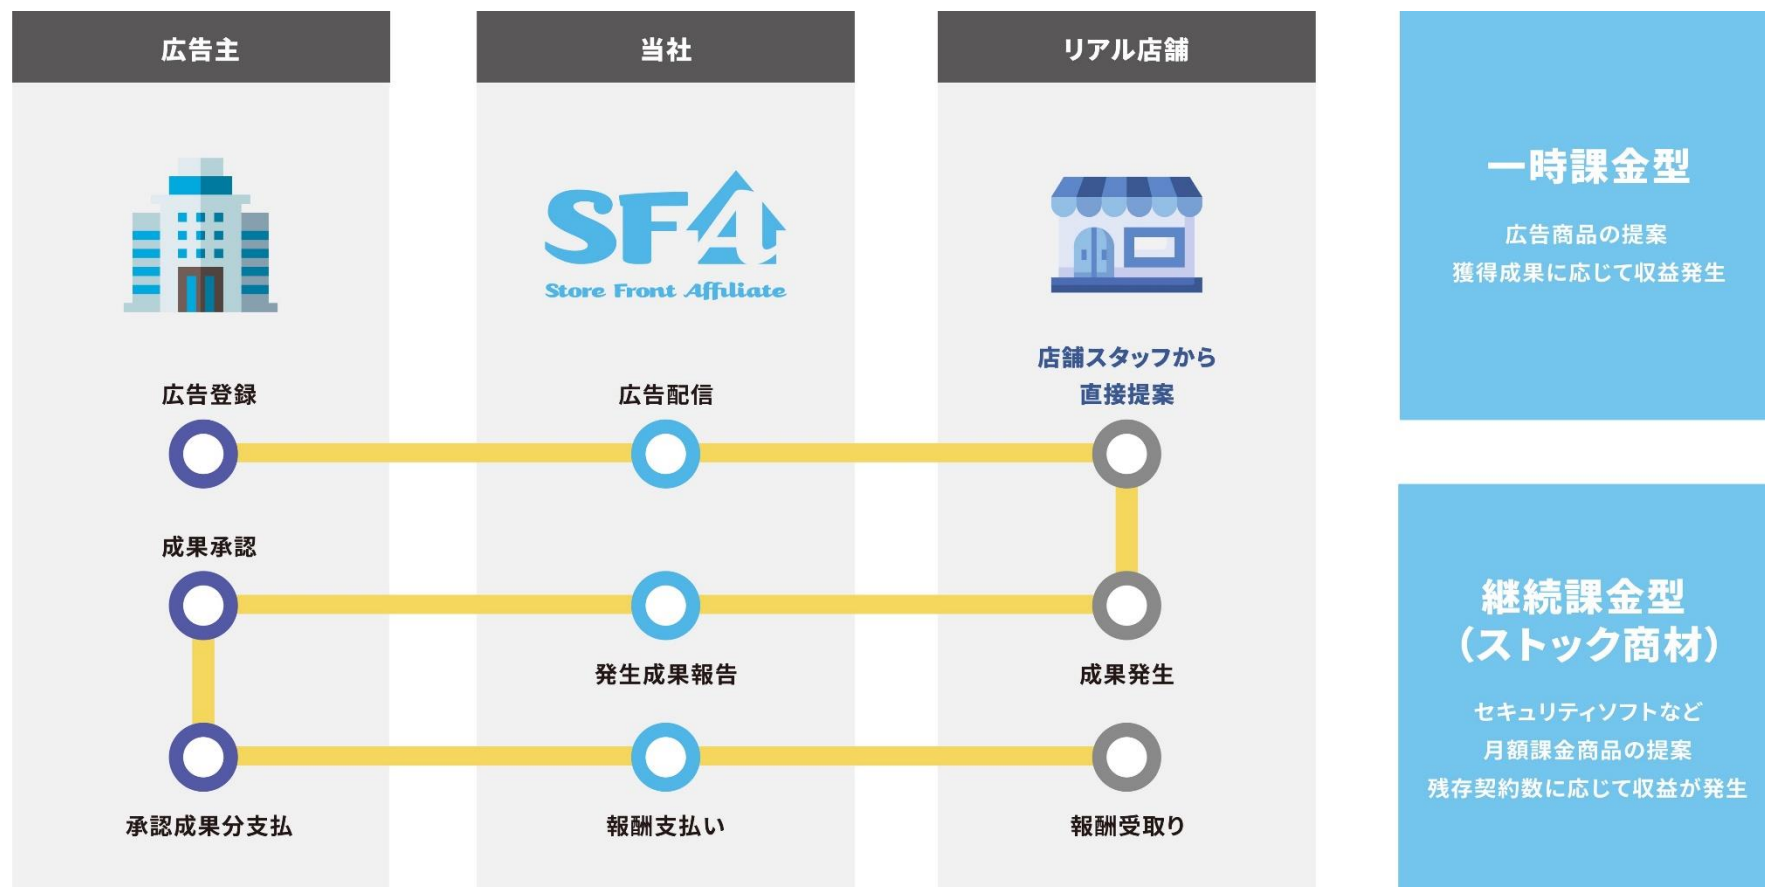 広告主
当社
リアル店舗
SFA
Store Front Affiliate
店舗スタッフから
直接提案
広告登録
広告配信
成果承認
発生成果報告
成果発生
承認成果分支払
報酬支払い
報酬受取り
一時課金型
広告商品の提案
獲得成果に応じて収益発生
継続課金型
（ストック商材）
セキュリティソフトなど
月額課金商品の提案
残存契約数に応じて収益が発生